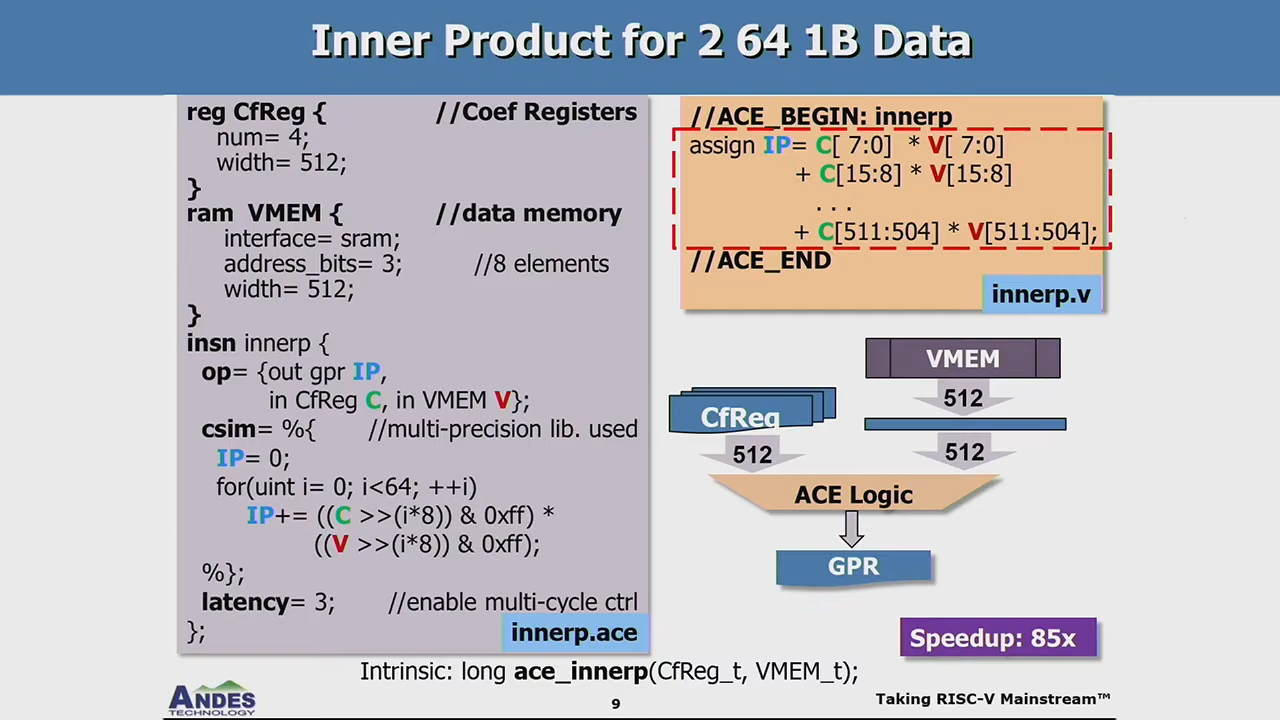 Inner Product for 2 64 1B Data
reg CfReg { //Coef Registers
num= 4;
width= 512;
}
ram VMEM { //data memory
interface= sram;
address_bits= 3; //8 elements
width= 512;
}
insn innerp {
op= {out gpr IP,
in CfReg C, in VMEM V};
csim= %{ //multi-precision lib. used
IP= 0;
for(uint i= 0; i<64; ++i)
IP+= ((C >>(i*8)) & 0xff) *
((V >>(i*8)) & 0xff);
%};
latency= 3; //enable multi-cycle ctrl
};
innerp.ace
//ACE_BEGIN: innerp
assign IP= C[ 7:0] * V[ 7:0]
+ C[15:8] * V[15:8]
. . .
+ C[511:504] * V[511:504];
//ACE_END
innerp.v
VMEM
512
CfReg
512
512
ACE Logic
GPR
Speedup: 85x
Intrinsic: long ace_innerp(CfReg_t, VMEM_t);
ANDES
TECHNOLOGY
9
Taking RISC-V Mainstream™